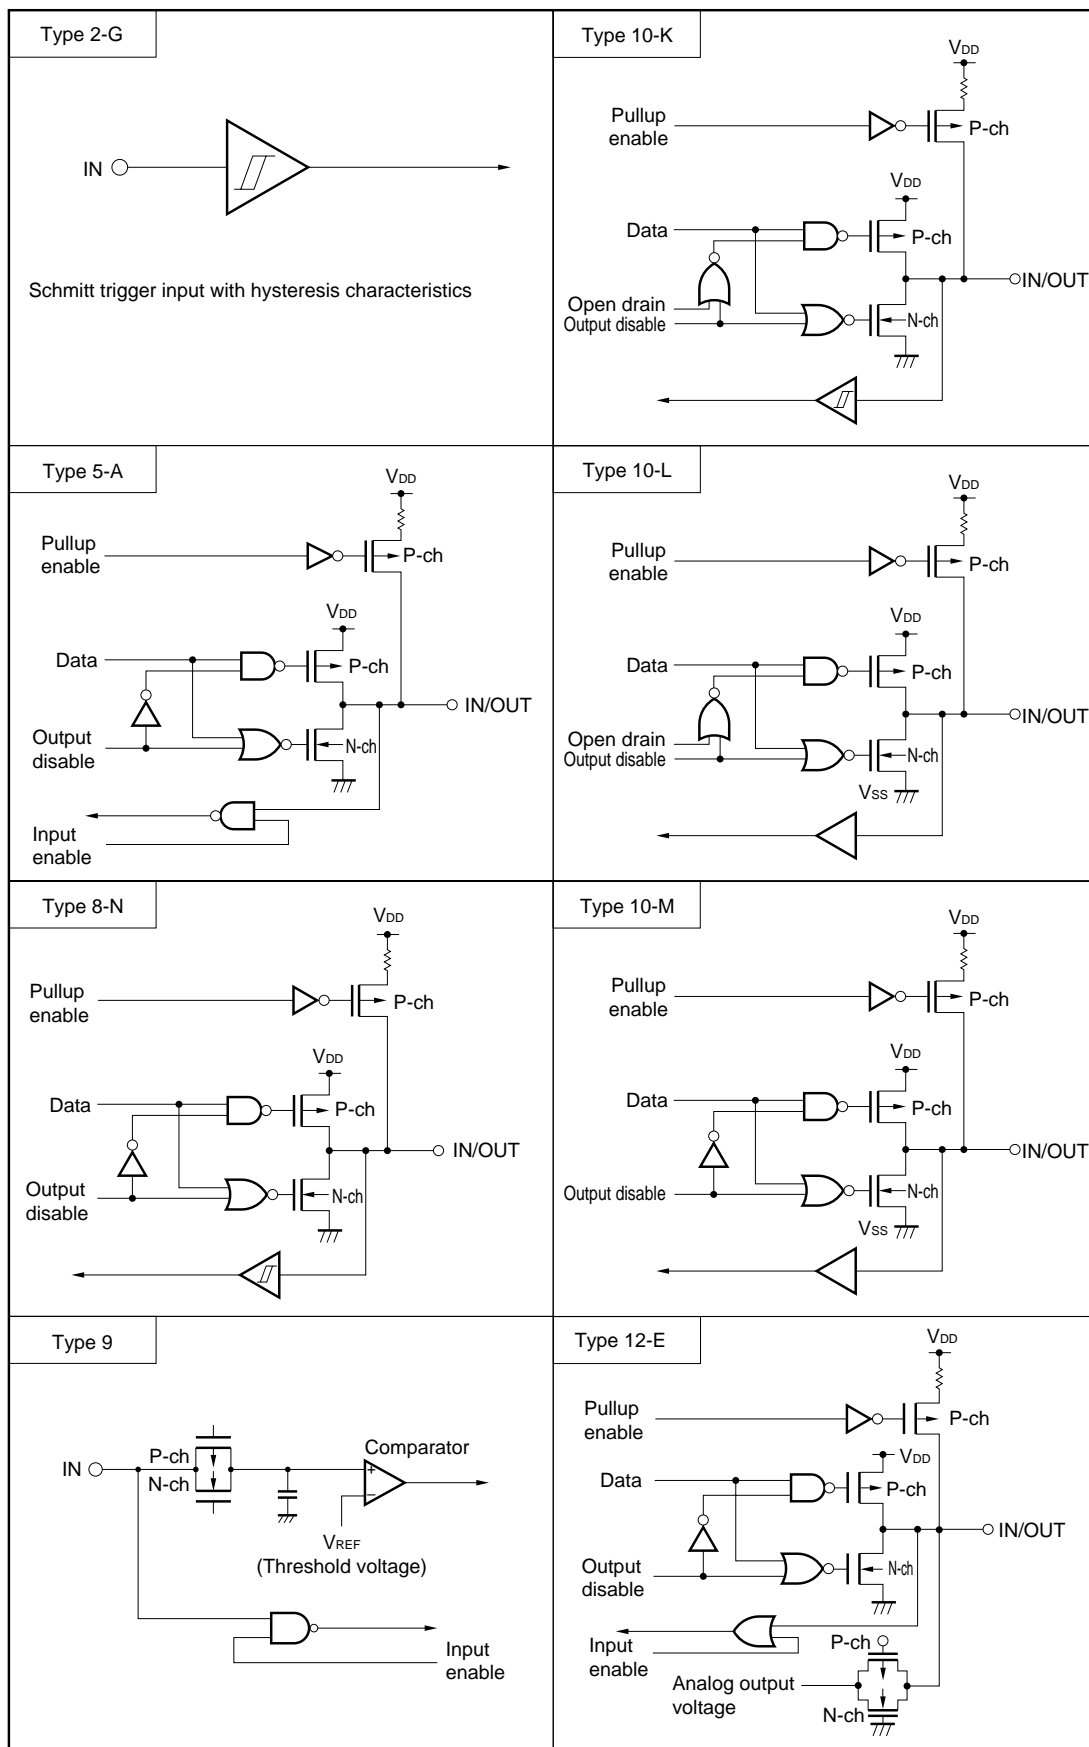 Type 2-G
IN
Schmitt trigger input with hysteresis characteristics
Type 10-K
VDD
Pullup
enable
P-ch
VDD
Data
P-ch
IN/OUT
Open drain
Output disable
N-ch
Type 5-A
VDD
Pullup
enable
P-ch
VDD
Data
P-ch
IN/OUT
Output
disable
N-ch
Input
enable
Type 10-L
VDD
Pullup
enable
P-ch
VDD
Data
P-ch
IN/OUT
Open drain
Output disable
N-ch
VSS
Type 8-N
VDD
Pullup
enable
P-ch
VDD
Data
P-ch
IN/OUT
Output
disable
N-ch
Type 10-M
VDD
Pullup
enable
P-ch
VDD
Data
P-ch
IN/OUT
Output disable
N-ch
VSS
Type 9
IN
P-ch
N-ch
Comparator
+
−
VREF
(Threshold voltage)
Input
enable
Type 12-E
VDD
Pullup
enable
P-ch
VDD
Data
P-ch
IN/OUT
Output
disable
N-ch
Input
enable
P-ch
Analog output
voltage
N-ch